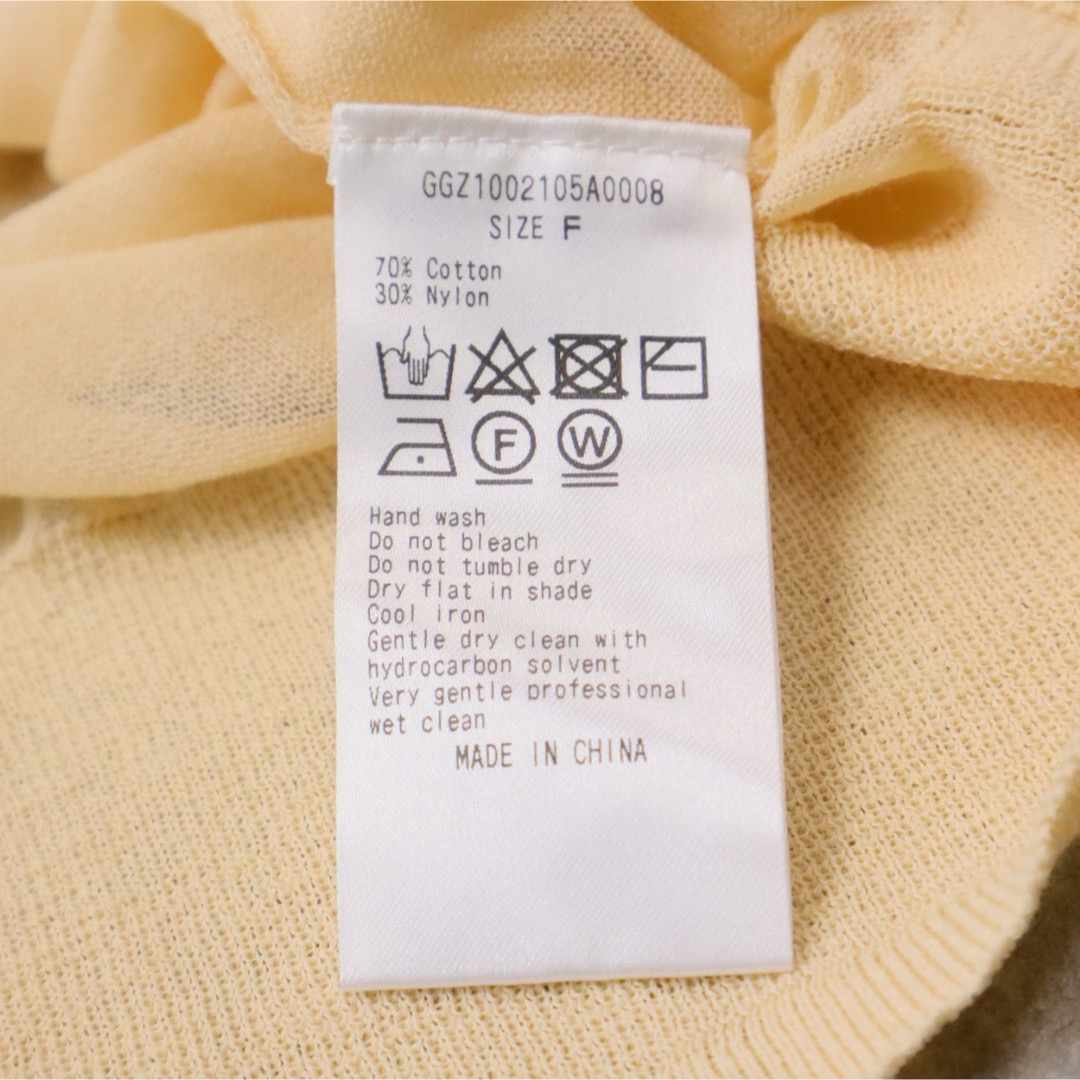 GGZ1002105A0008
SIZE F
70% Cotton
30% Nylon
F W
Hand wash
Do not bleach
Do not tumble dry
Dry flat in shade
Cool iron
Gentle dry clean with
hydrocarbon solvent
Very gentle professional
wet clean
MADE IN CHINA